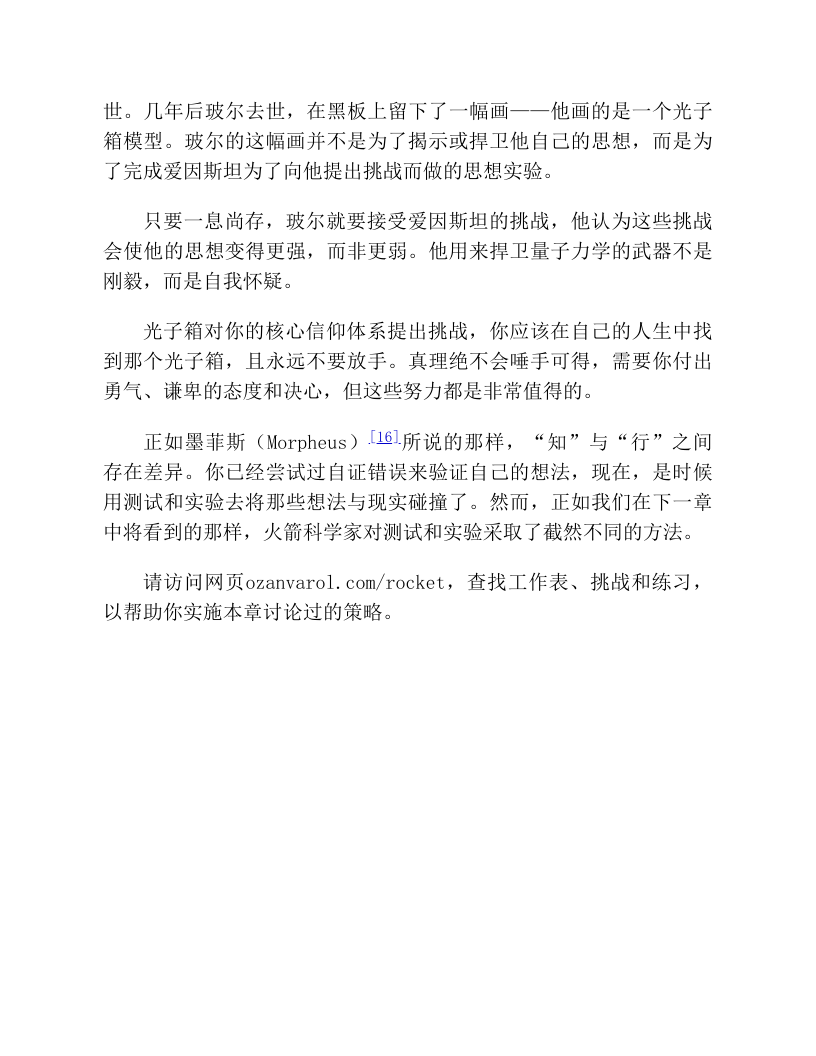 世。几年后玻尔去世，在黑板上留下了一幅画——他画的是一个光子
箱模型。玻尔的这幅画并不是为了揭示或捍卫他自己的思想，而是为
了完成爱因斯坦为了向他提出挑战而做的思想实验。
只要一息尚存，玻尔就要接受爱因斯坦的挑战，他认为这些挑战
会使他的思想变得更强，而非更弱。他用来捍卫量子力学的武器不是
刚毅，而是自我怀疑。
光子箱对你的核心信仰体系提出挑战，你应该在自己的人生中找
到那个光子箱，且永远不要放手。真理绝不会唾手可得，需要你付出
勇气、谦卑的态度和决心，但这些努力都是非常值得的。
正如墨菲斯（Morpheus）[16]所说的那样，“知”与“行”之间
存在差异。你已经尝试过自证错误来验证自己的想法，现在，是时候
用测试和实验去将那些想法与现实碰撞了。然而，正如我们在下一章
中将看到的那样，火箭科学家对测试和实验采取了截然不同的方法。
请访问网页ozanvarol.com/rocket，查找工作表、挑战和练习，
以帮助你实施本章讨论过的策略。